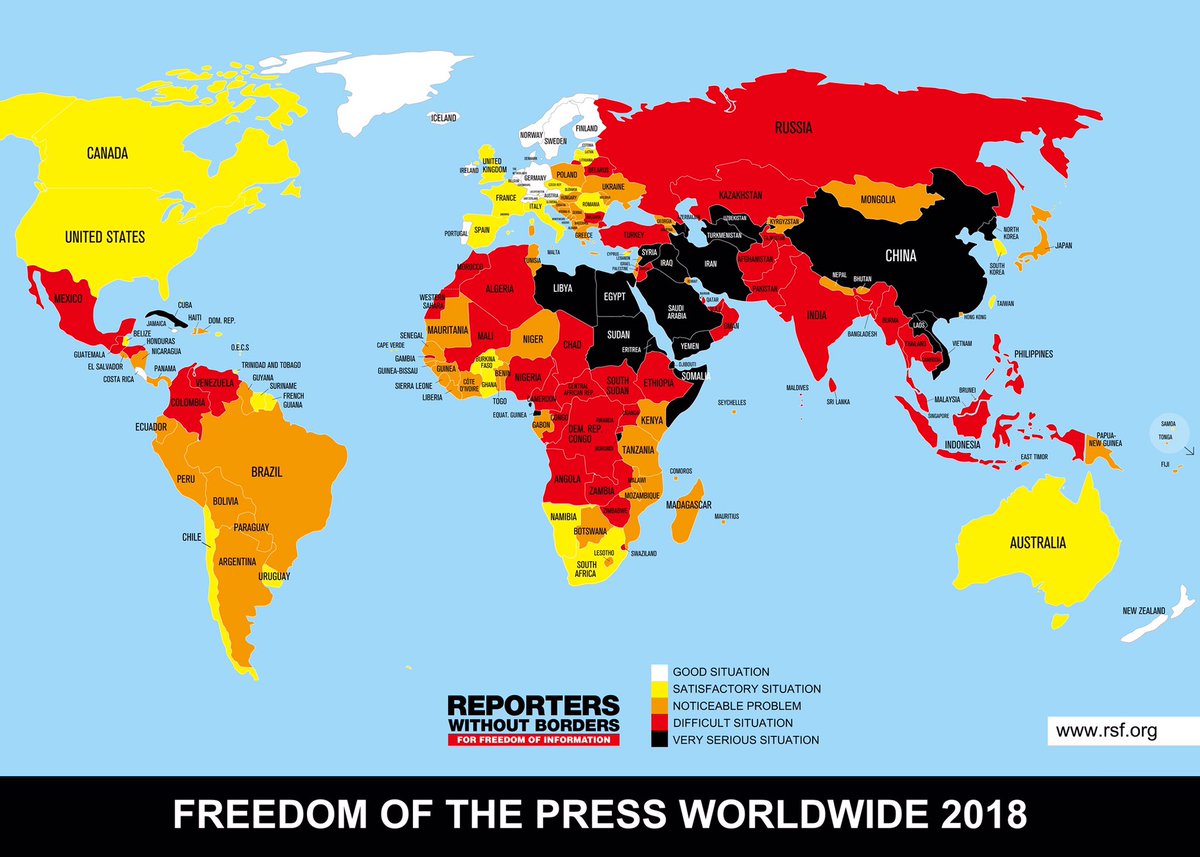 ICELAND
NORWAY
SWEDEN
FINLAND
RUSSIA
CANADA
UNITED STATES
IRELAND
UNITED
KINGDOM
GERMANY
POLAND
BELARUS
UKRAINE
FRANCE
AUSTRIA
HUNGARY
ROMANIA
ITALY
PORTUGAL
SPAIN
GREECE
TURKEY
MALTA
CYPRUS
LEBANON
ISRAEL
PALESTINE
SYRIA
IRAQ
IRAN
GEORGIA
KAZAKHSTAN
UZBEKISTAN
TURKMENISTAN
KYRGYZSTAN
MONGOLIA
CHINA
NORTH
KOREA
SOUTH
KOREA
JAPAN
TAIWAN
HONG KONG
AFGHANISTAN
PAKISTAN
NEPAL
BHUTAN
INDIA
BANGLADESH
BURMA
LAOS
THAILAND
VIETNAM
PHILIPPINES
MALDIVES
SRI LANKA
BRUNEI
MALAYSIA
SINGAPORE
INDONESIA
EAST TIMOR
PAPUA-
NEW GUINEA
SAMOA
TONGA
FIJI
AUSTRALIA
NEW ZEALAND
MEXICO
CUBA
JAMAICA
HAITI
DOM. REP.
BELIZE
HONDURAS
GUATEMALA
NICARAGUA
EL SALVADOR
COSTA RICA
PANAMA
O.E.C.S
TRINIDAD AND TOBAGO
VENEZUELA
GUYANA
SURINAME
FRENCH
GUIANA
COLOMBIA
ECUADOR
PERU
BRAZIL
BOLIVIA
PARAGUAY
CHILE
ARGENTINA
URUGUAY
MOROCCO
WESTERN
SAHARA
ALGERIA
TUNISIA
LIBYA
EGYPT
SAUDI
ARABIA
QATAR
OMAN
YEMEN
MAURITANIA
MALI
NIGER
CHAD
SUDAN
ERITREA
DJIBOUTI
SOMALIA
SENEGAL
CAPE VERDE
GAMBIA
GUINEA-BISSAU
GUINEA
SIERRA LEONE
LIBERIA
CÔTE
D'IVOIRE
BURKINA
FASO
GHANA
TOGO
BENIN
NIGERIA
CAMEROON
CENTRAL
AFRICAN REP.
SOUTH
SUDAN
ETHIOPIA
EQUAT. GUINEA
GABON
CONGO
DEM. REP.
CONGO
UGANDA
RWANDA
BURUNDI
KENYA
TANZANIA
SEYCHELLES
COMOROS
ANGOLA
ZAMBIA
MALAWI
MOZAMBIQUE
MADAGASCAR
MAURITIUS
ZIMBABWE
NAMIBIA
BOTSWANA
LESOTHO
SWAZILAND
SOUTH
AFRICA
REPORTERS
WITHOUT BORDERS
FOR FREEDOM OF INFORMATION
GOOD SITUATION
SATISFACTORY SITUATION
NOTICEABLE PROBLEM
DIFFICULT SITUATION
VERY SERIOUS SITUATION
www.rsf.org
FREEDOM OF THE PRESS WORLDWIDE 2018